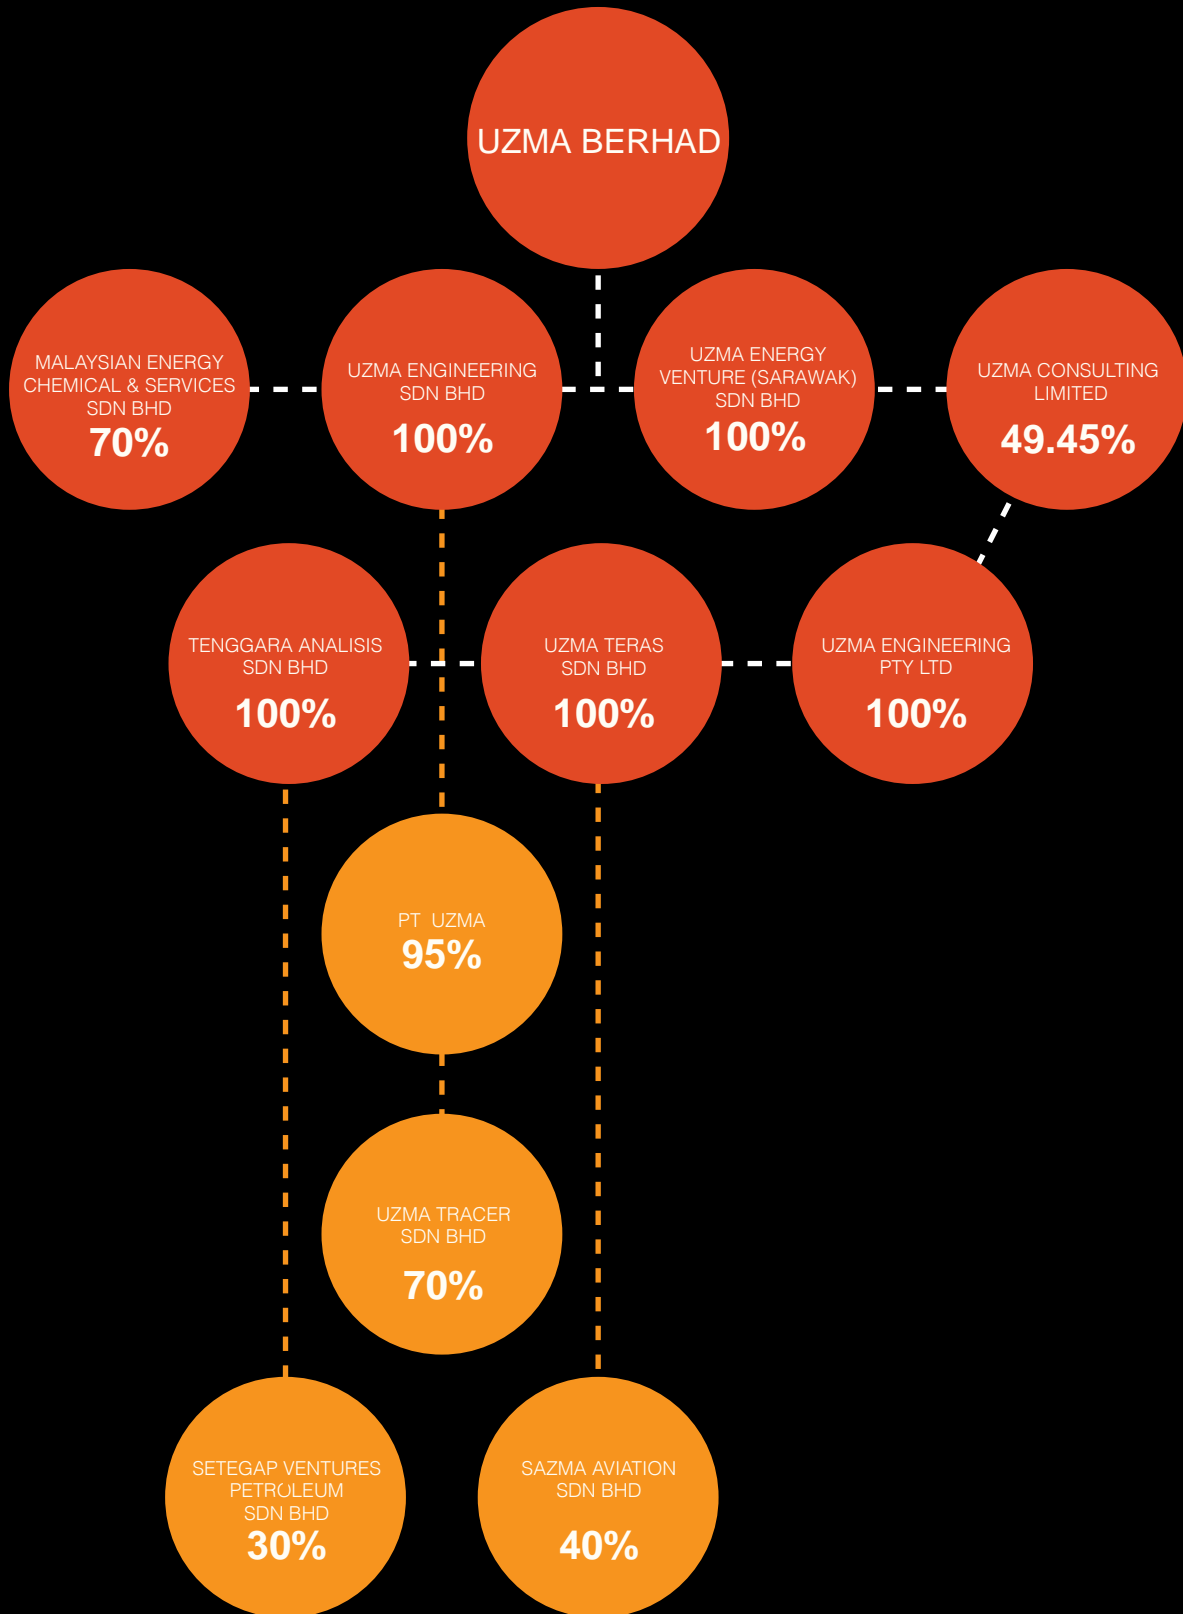 UZMA BERHAD
MALAYSIAN ENERGY
CHEMICAL & SERVICES
SDN BHD
70%
UZMA ENGINEERING
SDN BHD
100%
UZMA ENERGY
VENTURE (SARAWAK)
SDN BHD
100%
UZMA CONSULTING
LIMITED
49.45%
TENGGARA ANALISIS
SDN BHD
100%
UZMA TERAS
SDN BHD
100%
UZMA ENGINEERING
PTY LTD
100%
PT UZMA
95%
UZMA TRACER
SDN BHD
70%
SETEGAP VENTURES
PETROLEUM
SDN BHD
30%
SAZMA AVIATION
SDN BHD
40%